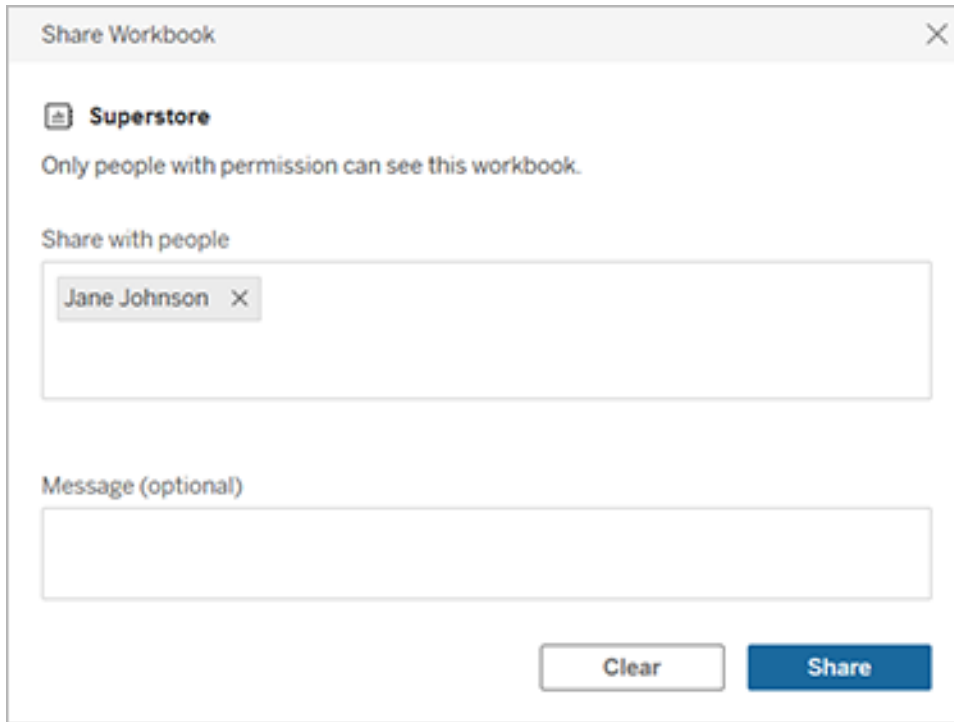 Share Workbook
Superstore
Only people with permission can see this workbook.
Share with people
Jane Johnson
Message (optional)
Clear
Share